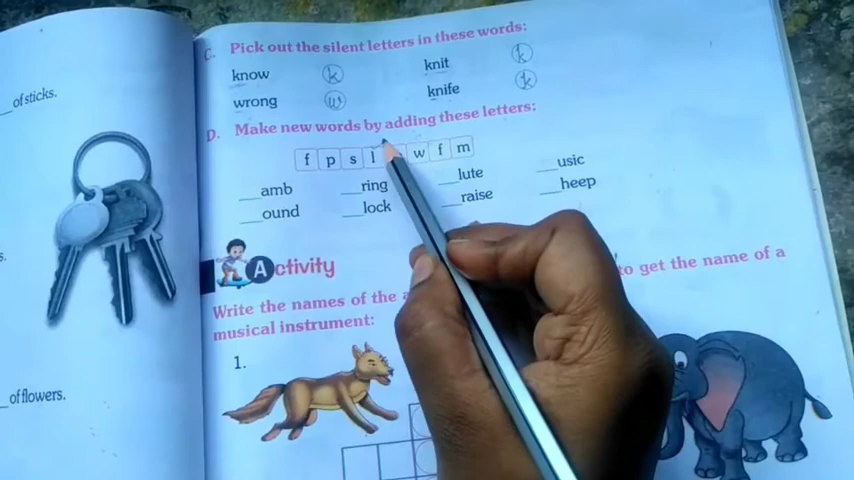 C. Pick out the silent letters in these words:
know k knit k
wrong w knife k
of sticks.
D. Make new words by adding these letters:
f p s l w f m
__amb __ring __lute __usic
__ound __lock __raise __heep
Activity
Write the names of the to get the name of a
musical instrument:
1.
of flowers.
s.